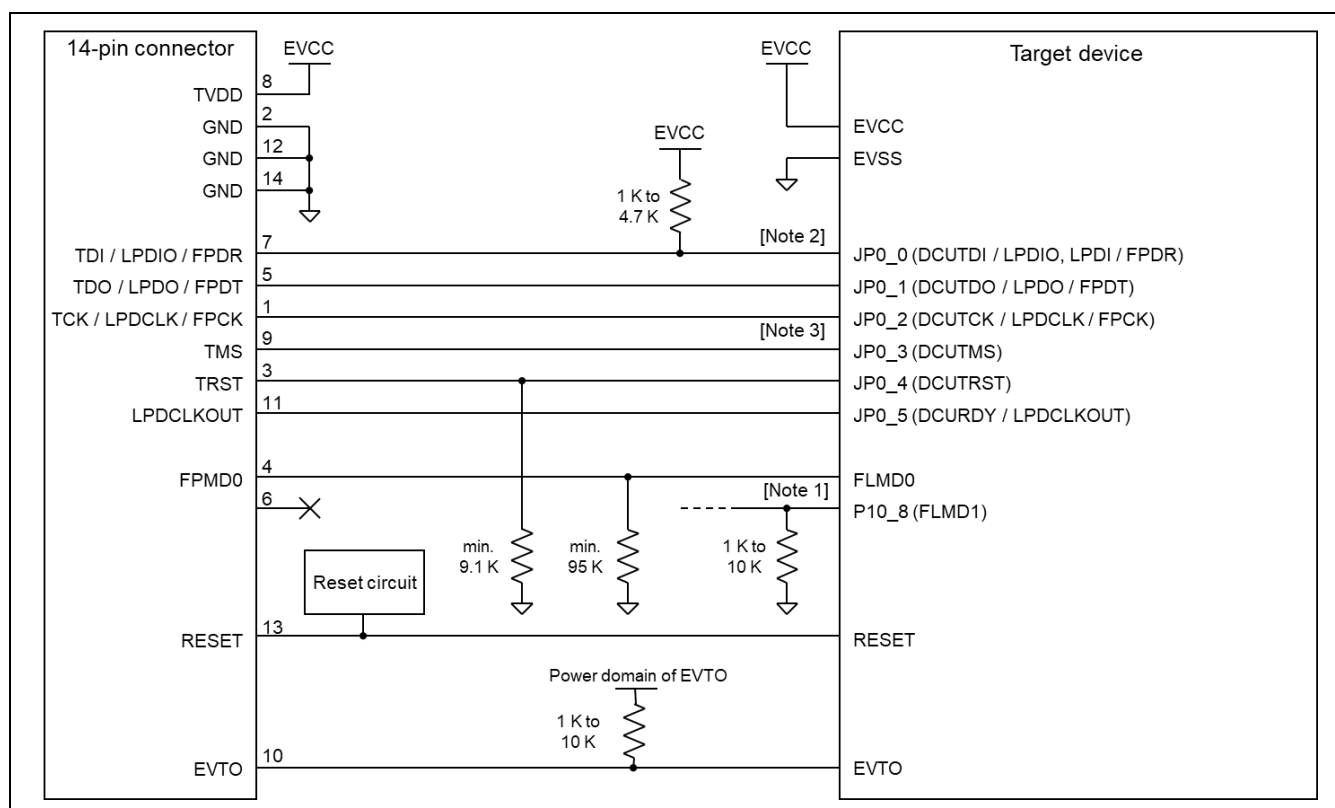 14-pin connector
EVCC
EVCC
Target device
TVDD
8
GND
2
EVCC
GND
12
EVCC
EVSS
GND
14
1 K to
4.7 K
[Note 2]
TDI / LPDIO / FPDR
7
JP0_0 (DCUTDI / LPDIO, LPDI / FPDR)
TDO / LPDO / FPDT
5
JP0_1 (DCUTDO / LPDO / FPDT)
TCK / LPDCLK / FPCK
1
JP0_2 (DCUTCK / LPDCLK / FPCK)
[Note 3]
TMS
9
JP0_3 (DCUTMS)
TRST
3
JP0_4 (DCUTRST)
LPDCLKOUT
11
JP0_5 (DCURDY / LPDCLKOUT)
FPMD0
4
FLMD0
6
[Note 1]
P10_8 (FLMD1)
min.
9.1 K
min.
95 K
1 K to
10 K
Reset circuit
RESET
13
RESET
Power domain of EVTO
1 K to
10 K
EVTO
10
EVTO